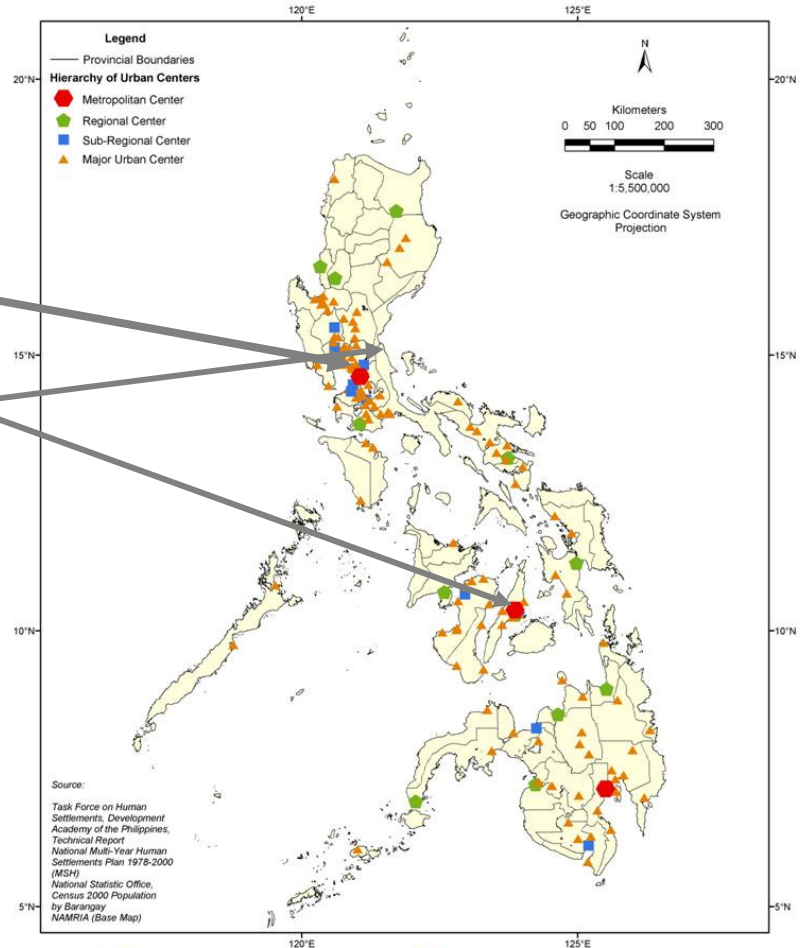 120°E
125°E
Legend
Provincial Boundaries
Hierarchy of Urban Centers
Metropolitan Center
Regional Center
Sub-Regional Center
Major Urban Center
N
Kilometers
0 50 100 200 300
Scale
1:5,500,000
Geographic Coordinate System
Projection
20°N
20°N
15°N
15°N
10°N
10°N
Source:
Task Force on Human
Settlements, Development
Academy of the Philippines,
Technical Report
National Multi-Year Human
Settlements Plan 1978-2000
(MSH)
National Statistic Office,
Census 2000 Population
by Barangay
NAMRIA (Base Map)
5°N
5°N
120°E
125°E